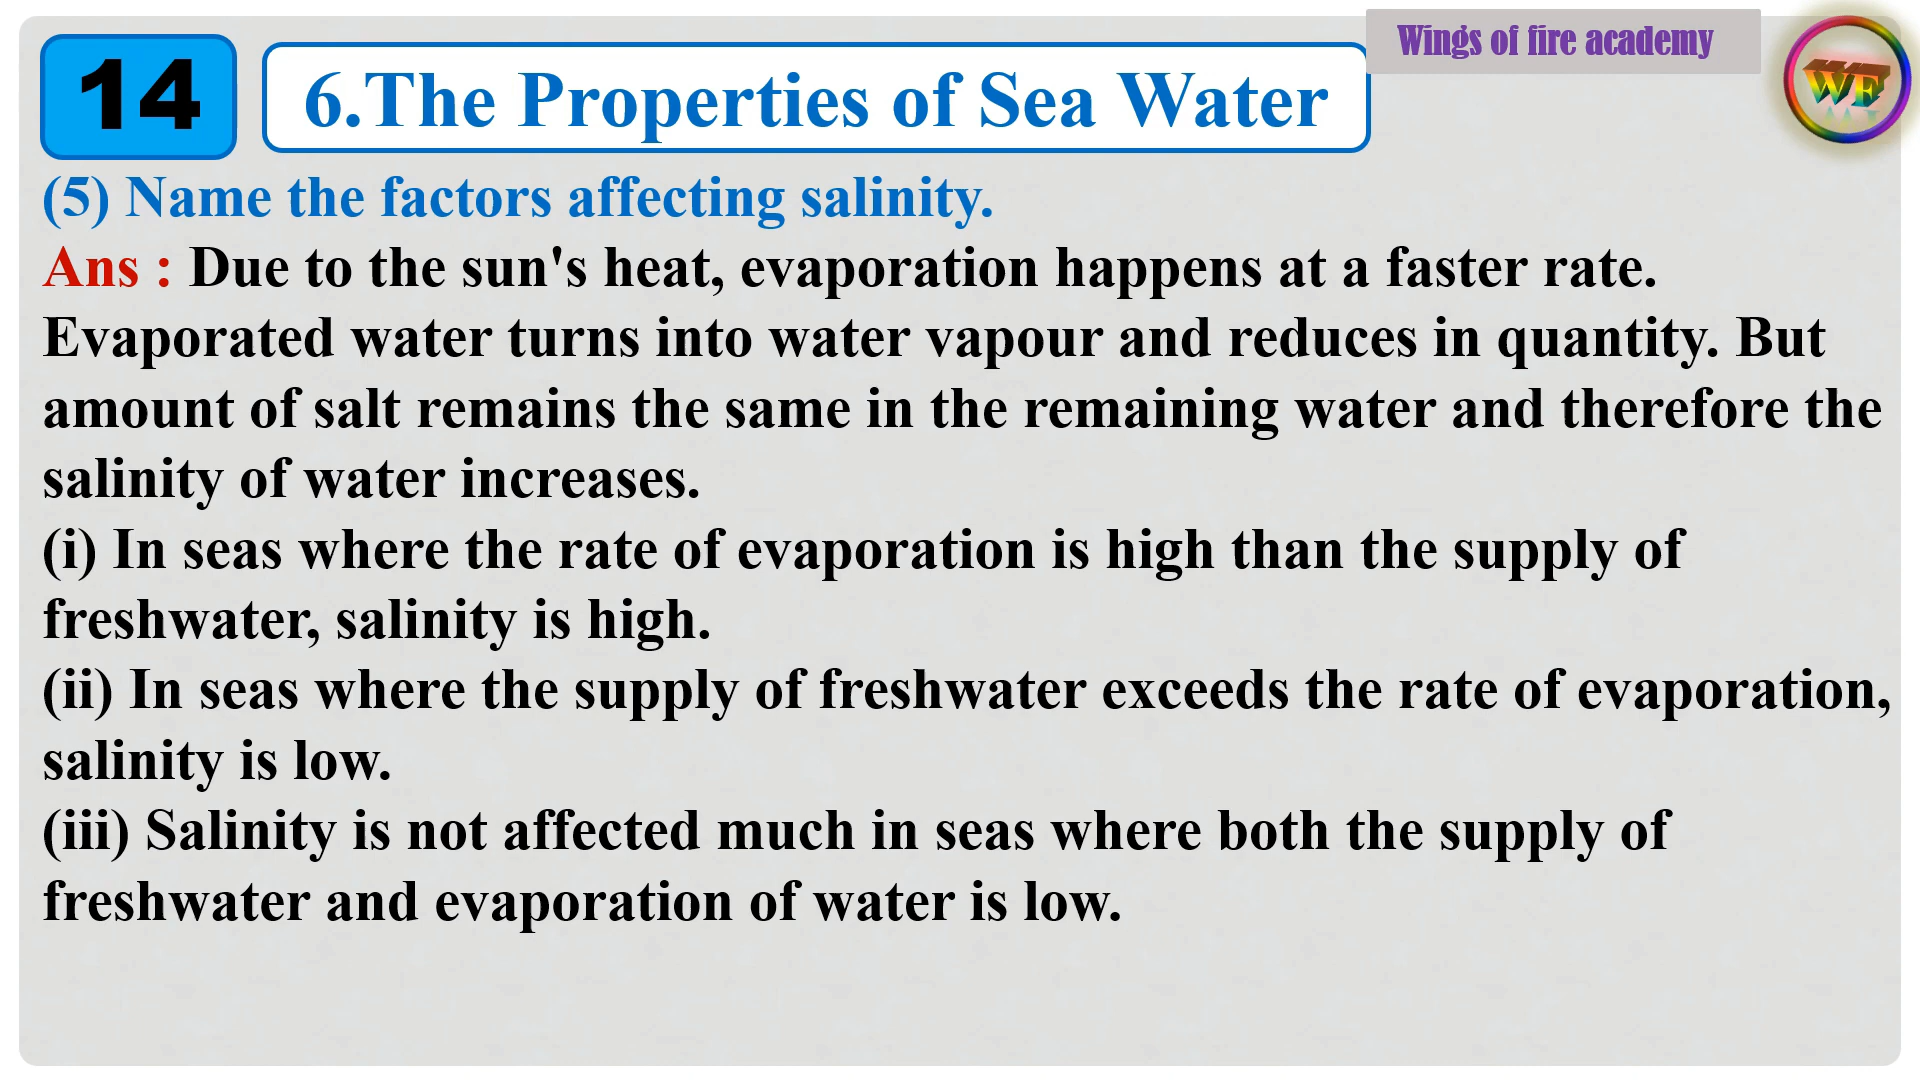 Wings of fire academy
WF
14
6.The Properties of Sea Water
(5) Name the factors affecting salinity.
Ans : Due to the sun's heat, evaporation happens at a faster rate.
Evaporated water turns into water vapour and reduces in quantity. But
amount of salt remains the same in the remaining water and therefore the
salinity of water increases.
(i) In seas where the rate of evaporation is high than the supply of
freshwater, salinity is high.
(ii) In seas where the supply of freshwater exceeds the rate of evaporation,
salinity is low.
(iii) Salinity is not affected much in seas where both the supply of
freshwater and evaporation of water is low.